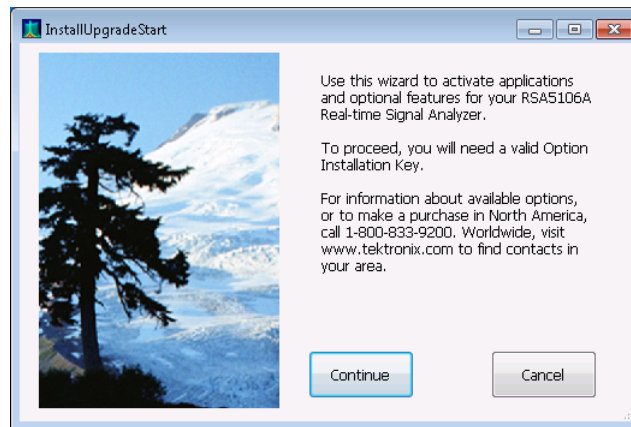 InstallUpgradeStart
Use this wizard to activate applications
and optional features for your RSA5106A
Real-time Signal Analyzer.
To proceed, you will need a valid Option
Installation Key.
For information about available options,
or to make a purchase in North America,
call 1-800-833-9200. Worldwide, visit
www.tektronix.com to find contacts in
your area.
Continue
Cancel